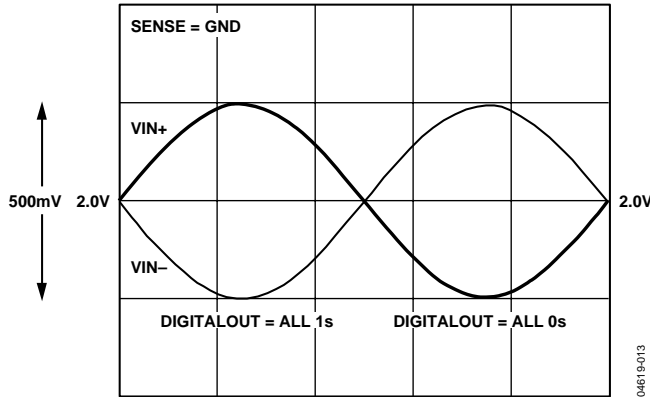 SENSE = GND
VIN+
500mV 2.0V 2.0V
VIN–
DIGITALOUT = ALL 1s DIGITALOUT = ALL 0s
04619-013